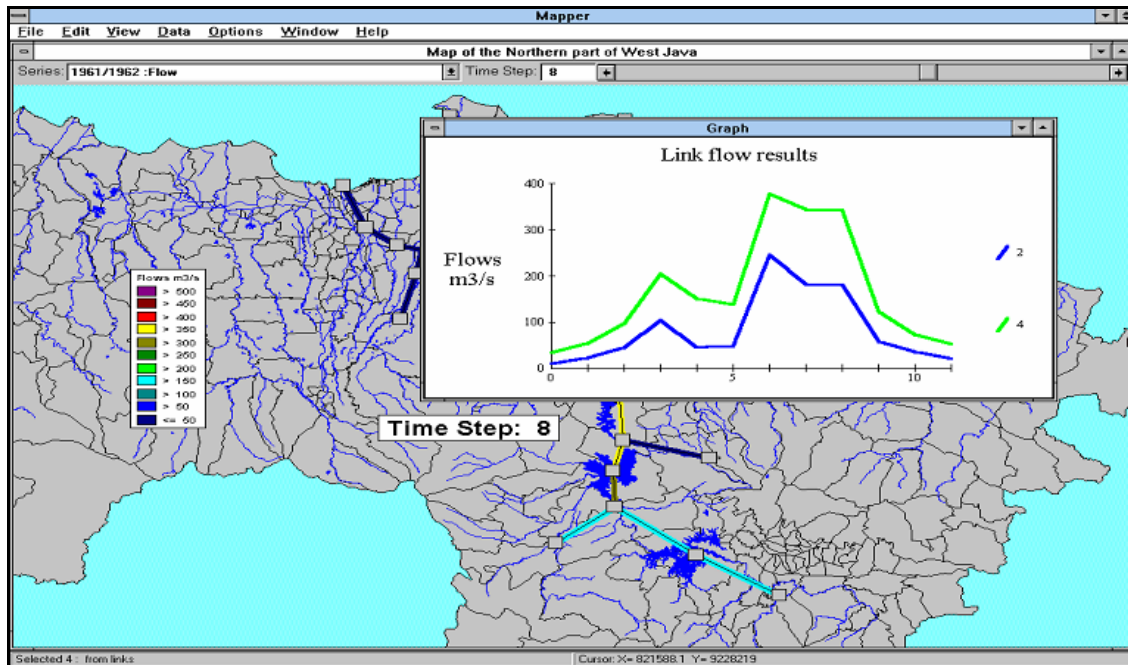 Mapper
File Edit View Data Options Window Help
Map of the Northern part of West Java
Series: 1961/1962 :Flow Time Step: 8
Graph
Link flow results
400
300
200
100
0
Flows
m3/s
0 5 10
2
4
Flows m3/s
> 500
> 450
> 400
> 350
> 300
> 250
> 200
> 150
> 100
> 50
<= 50
Time Step: 8
Selected 4 : from links Cursor: X= 821588.1 Y= 9228219